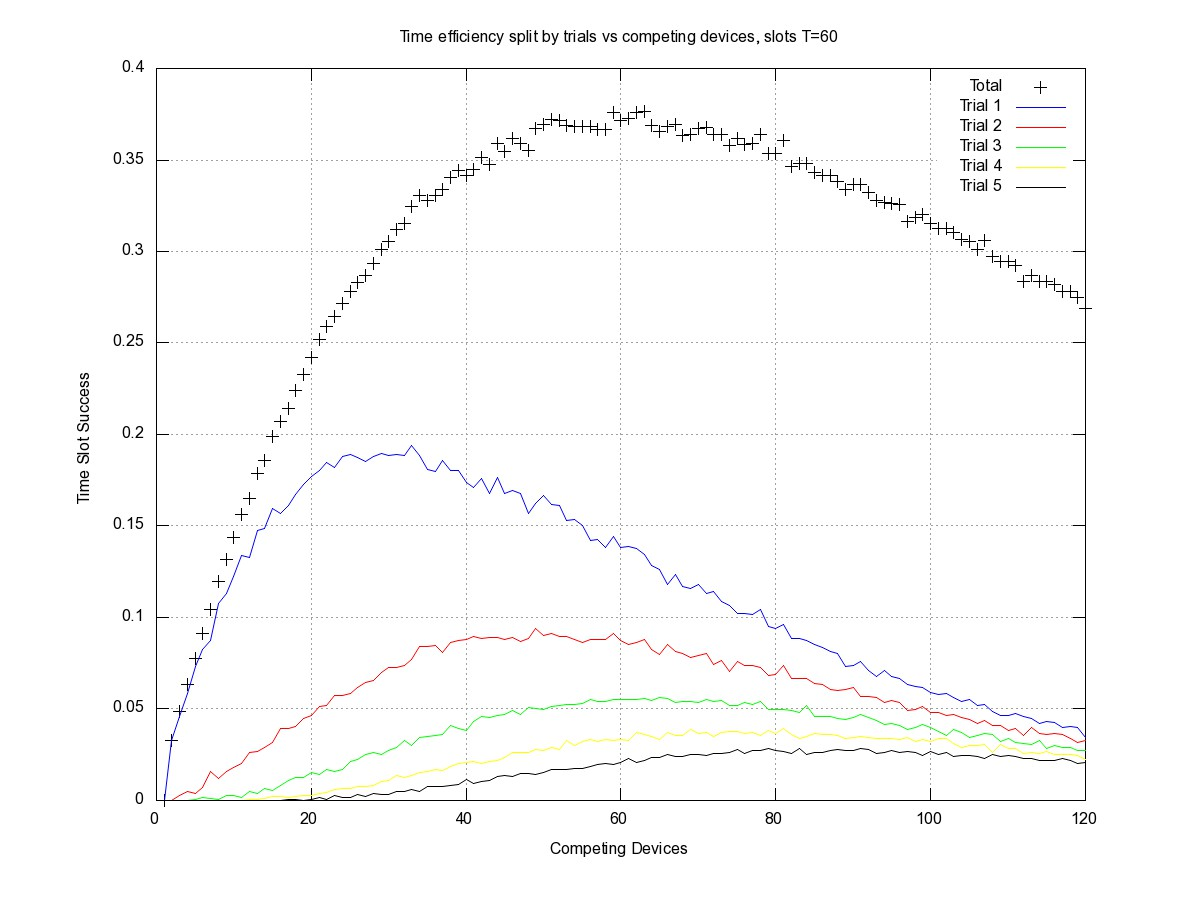 Time efficiency split by trials vs competing devices, slots T=60
0.4
0.35
0.3
0.25
0.2
0.15
0.1
0.05
0
Time Slot Success
Total
Trial 1
Trial 2
Trial 3
Trial 4
Trial 5
0 20 40 60 80 100 120
Competing Devices